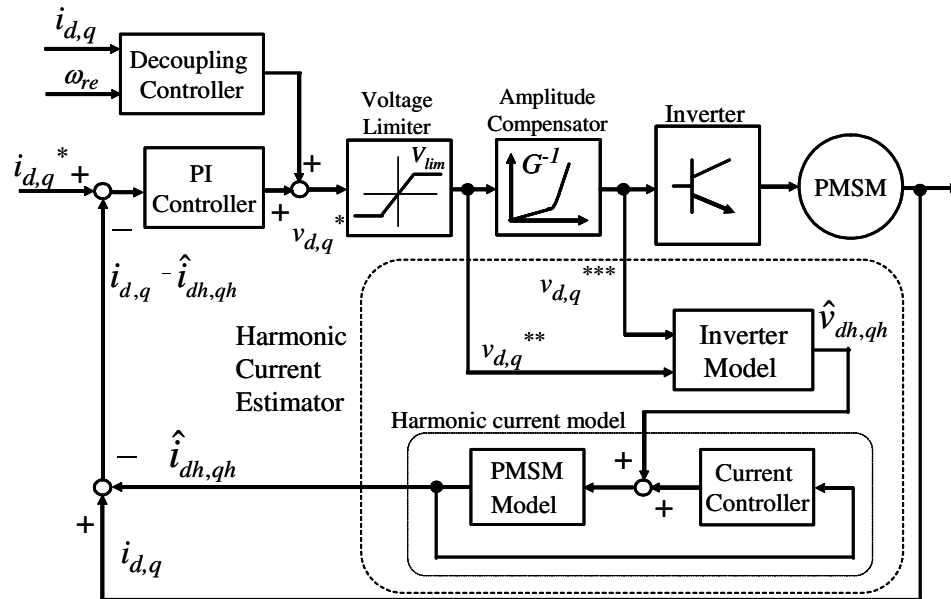 i_{d,q}
ω_{re}
Decoupling
Controller
Voltage
Limiter
Amplitude
Compensator
Inverter
i_{d,q}^*
+
−
PI
Controller
+
+
v_{d,q}^*
V_{lim}
G^{-1}
PMSM
i_{d,q} - î_{dh,qh}
Harmonic
Current
Estimator
v_{d,q}^{***}
v_{d,q}^{**}
Inverter
Model
v̂_{dh,qh}
Harmonic current model
−
î_{dh,qh}
PMSM
Model
+
+
Current
Controller
+
i_{d,q}